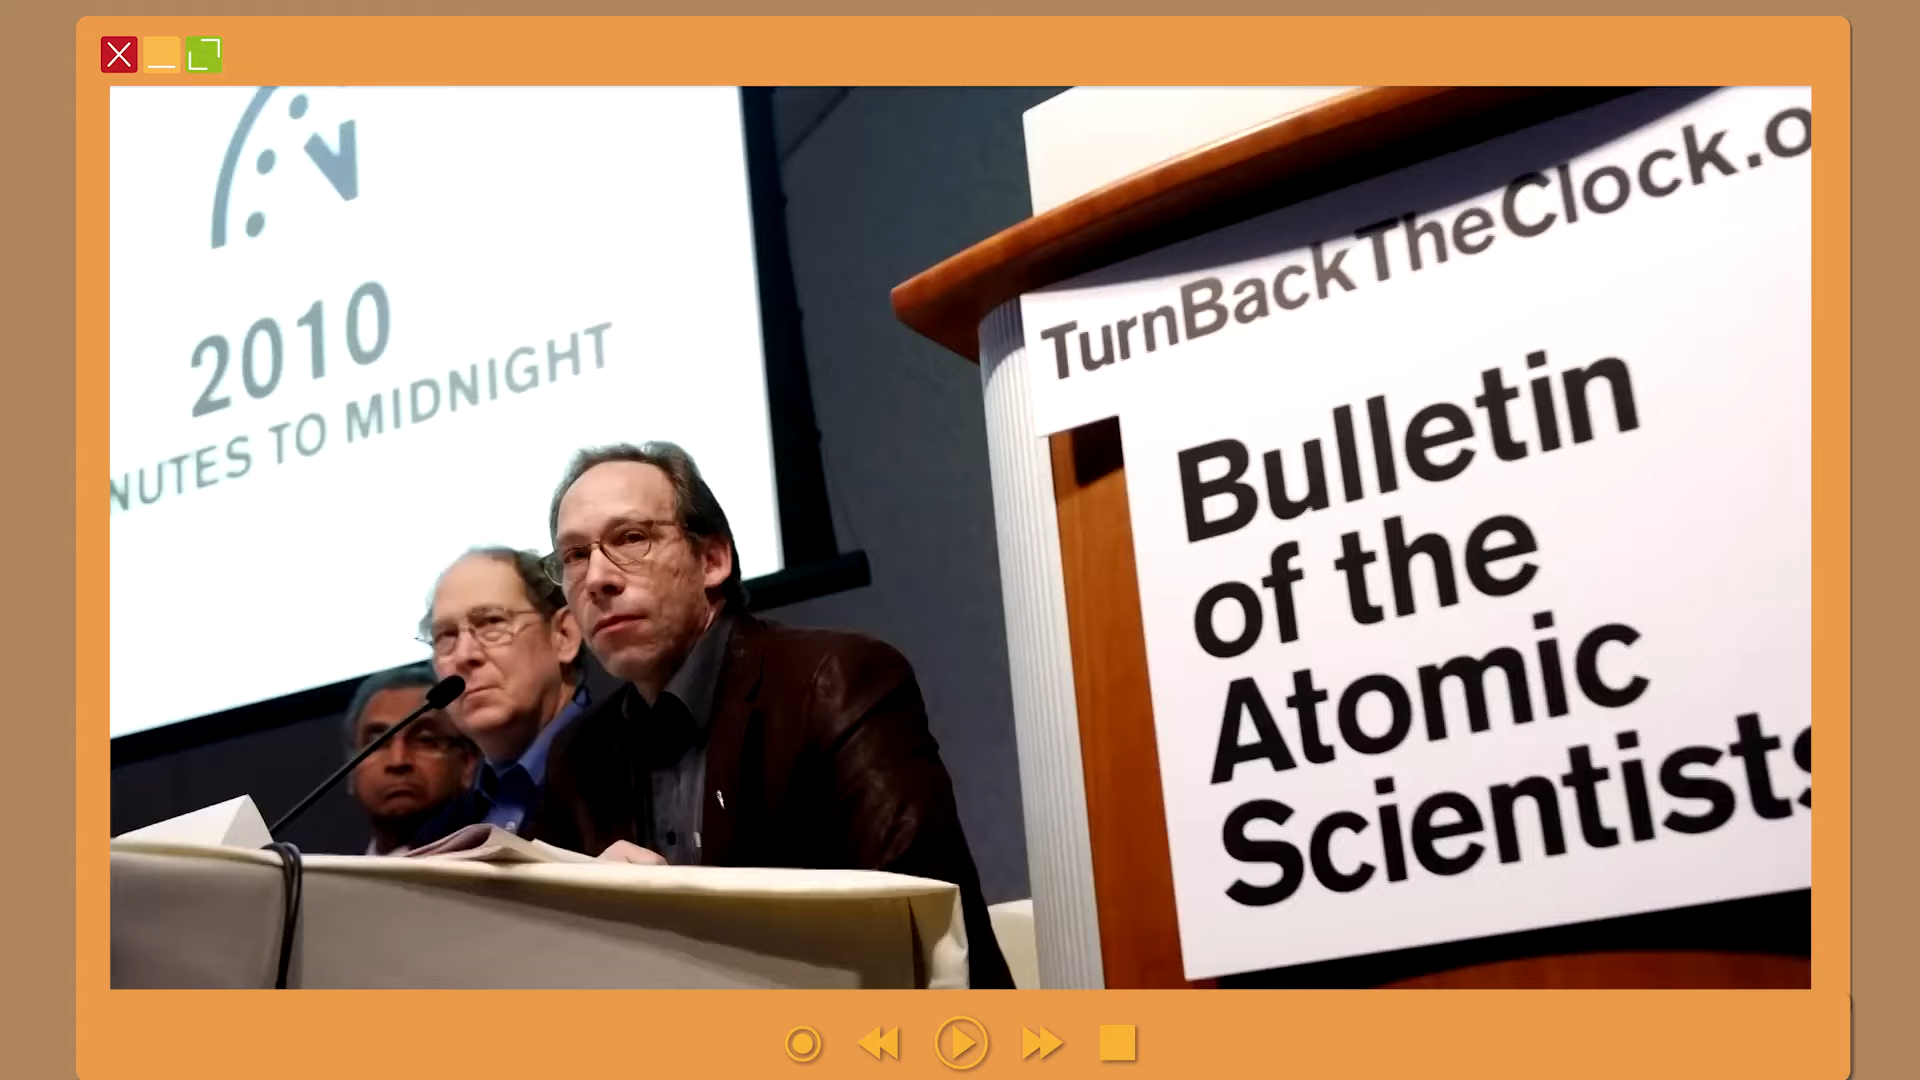 2010
NUTES TO MIDNIGHT
TurnBackTheClock.o
Bulletin
of the
Atomic
Scientists